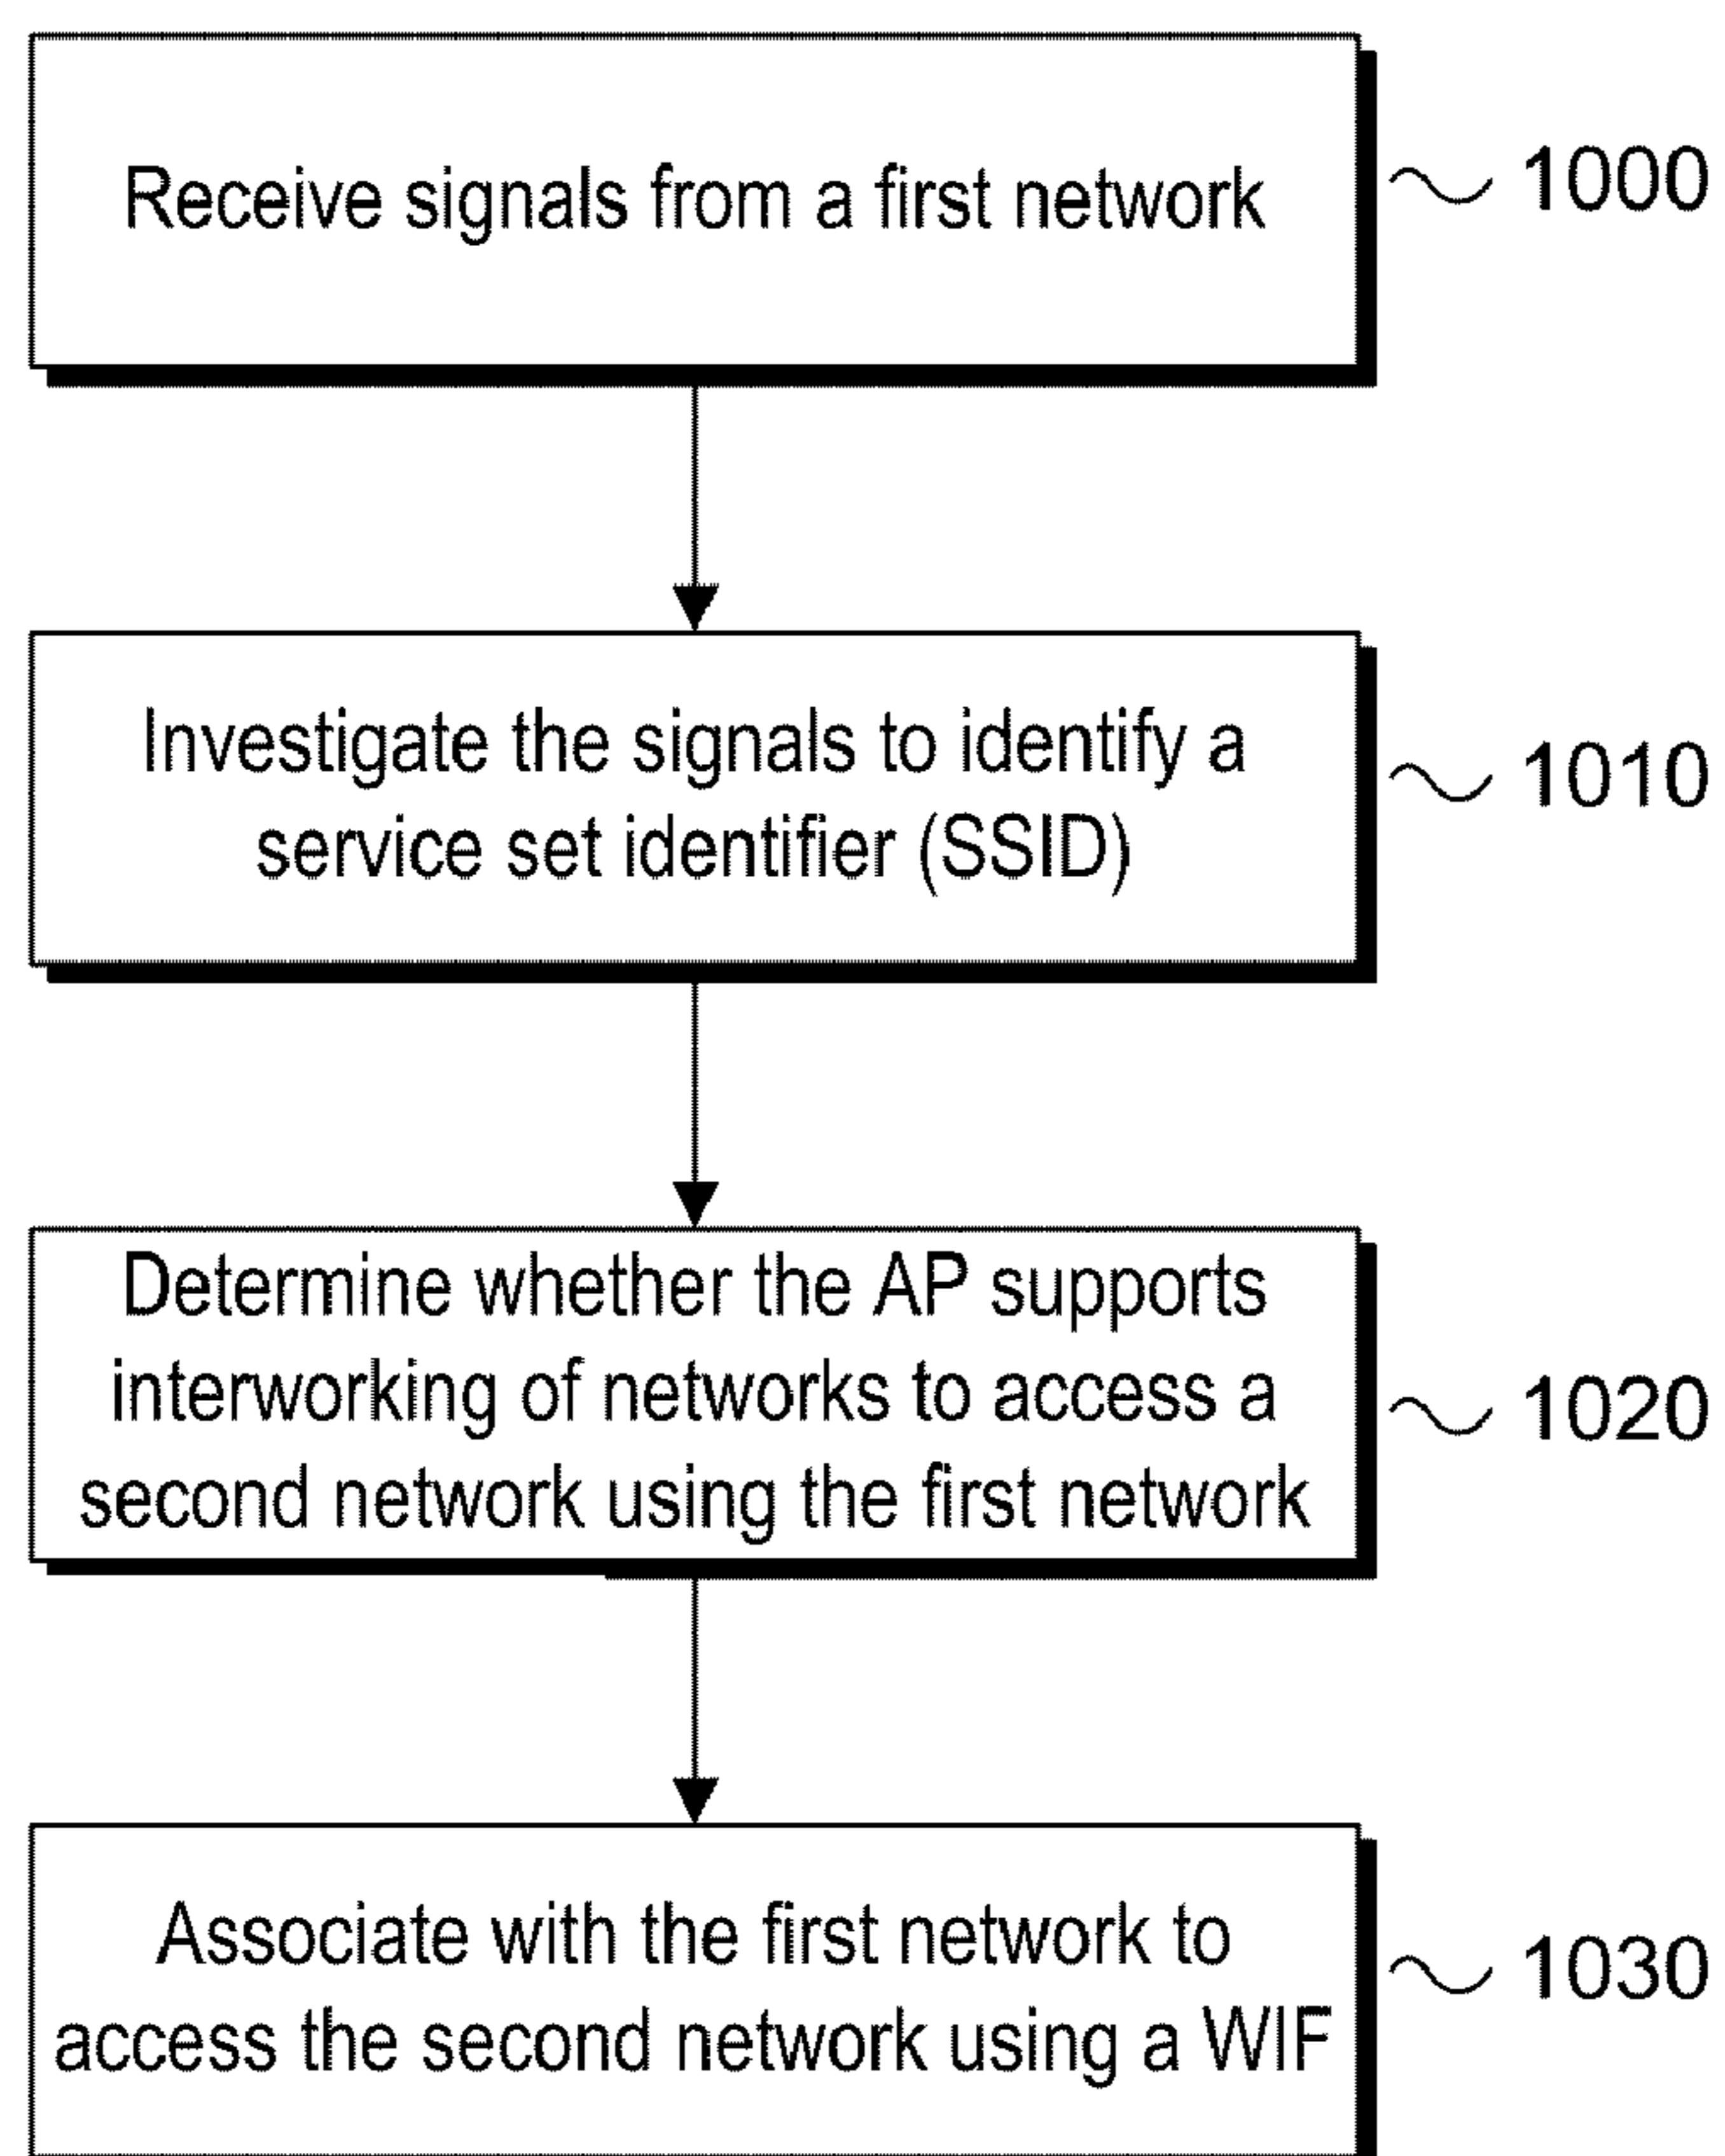 Receive signals from a first network
1000
Investigate the signals to identify a
service set identifier (SSID)
1010
Determine whether the AP supports
interworking of networks to access a
second network using the first network
1020
Associate with the first network to
access the second network using a WIF
1030